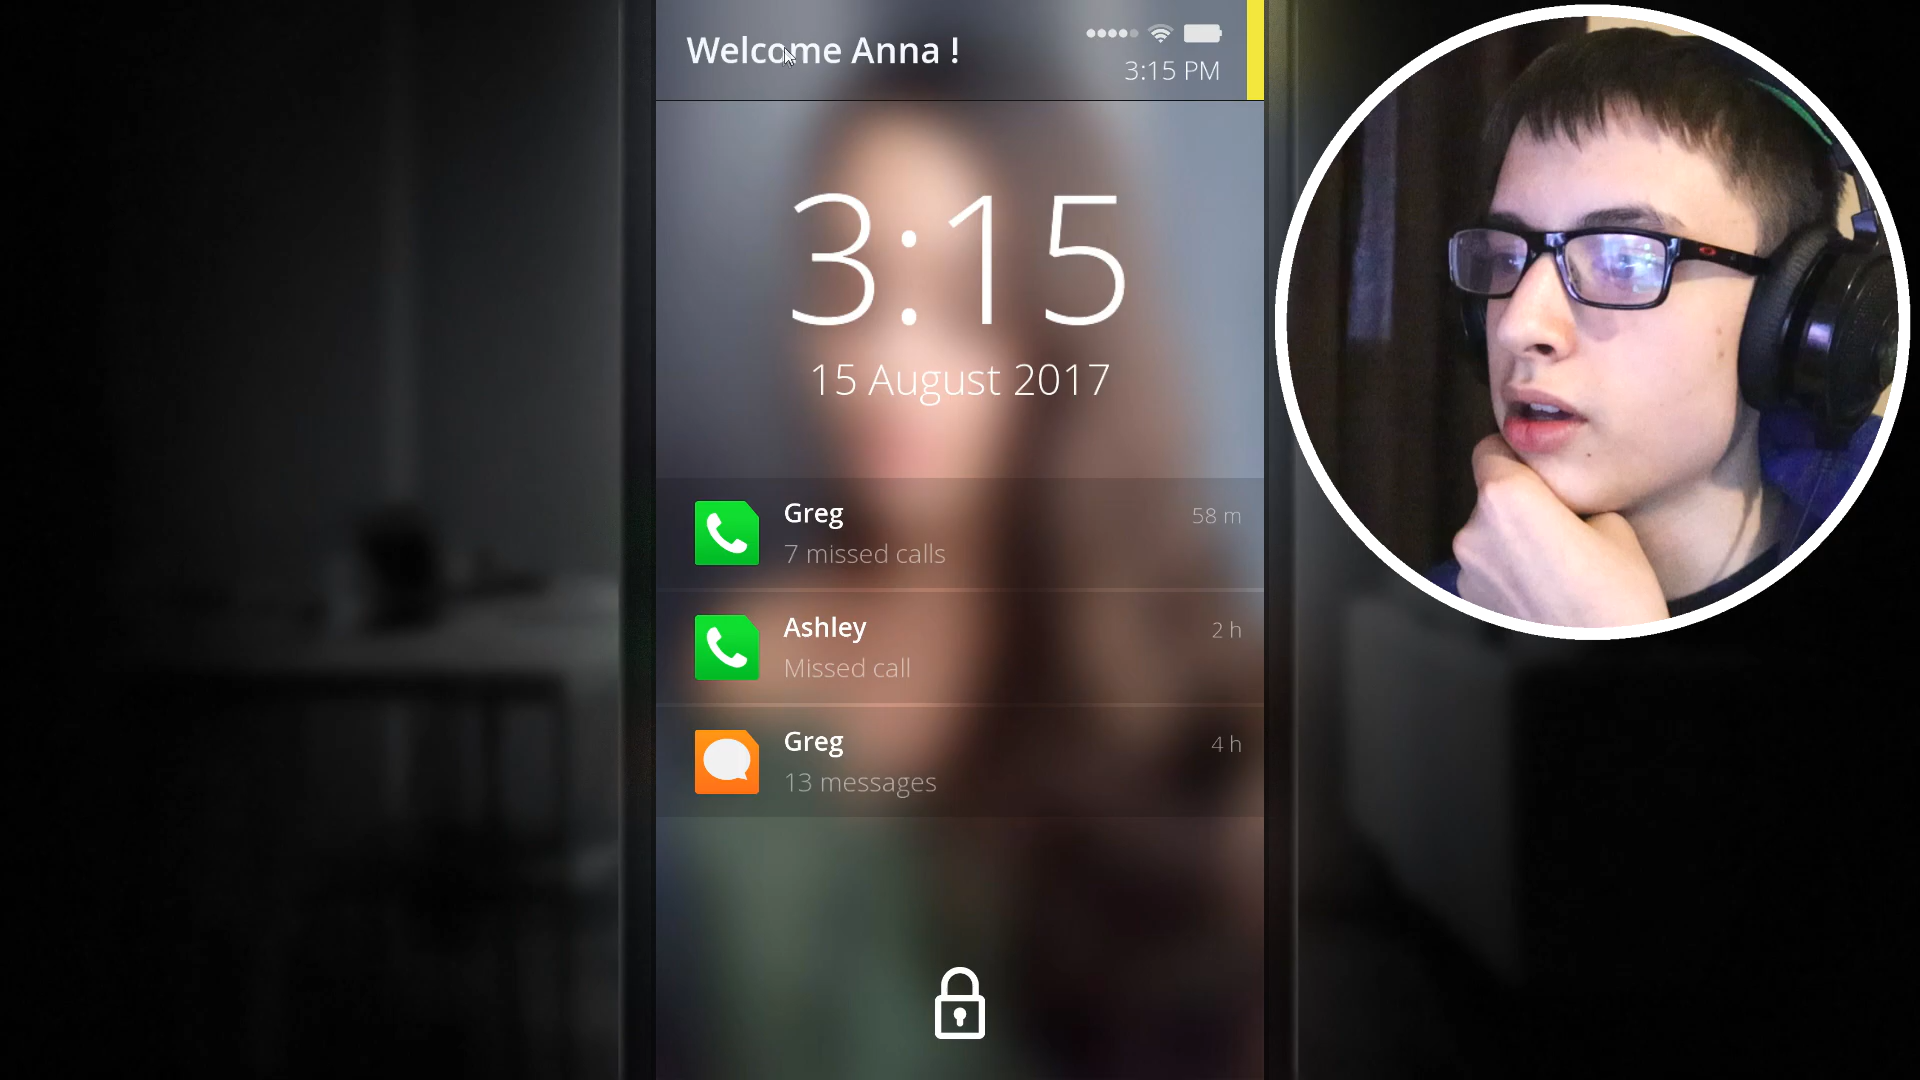 Welcome Anna !
3:15 PM
3:15
15 August 2017
Greg
58 m
7 missed calls
Ashley
2 h
Missed call
Greg
4 h
13 messages